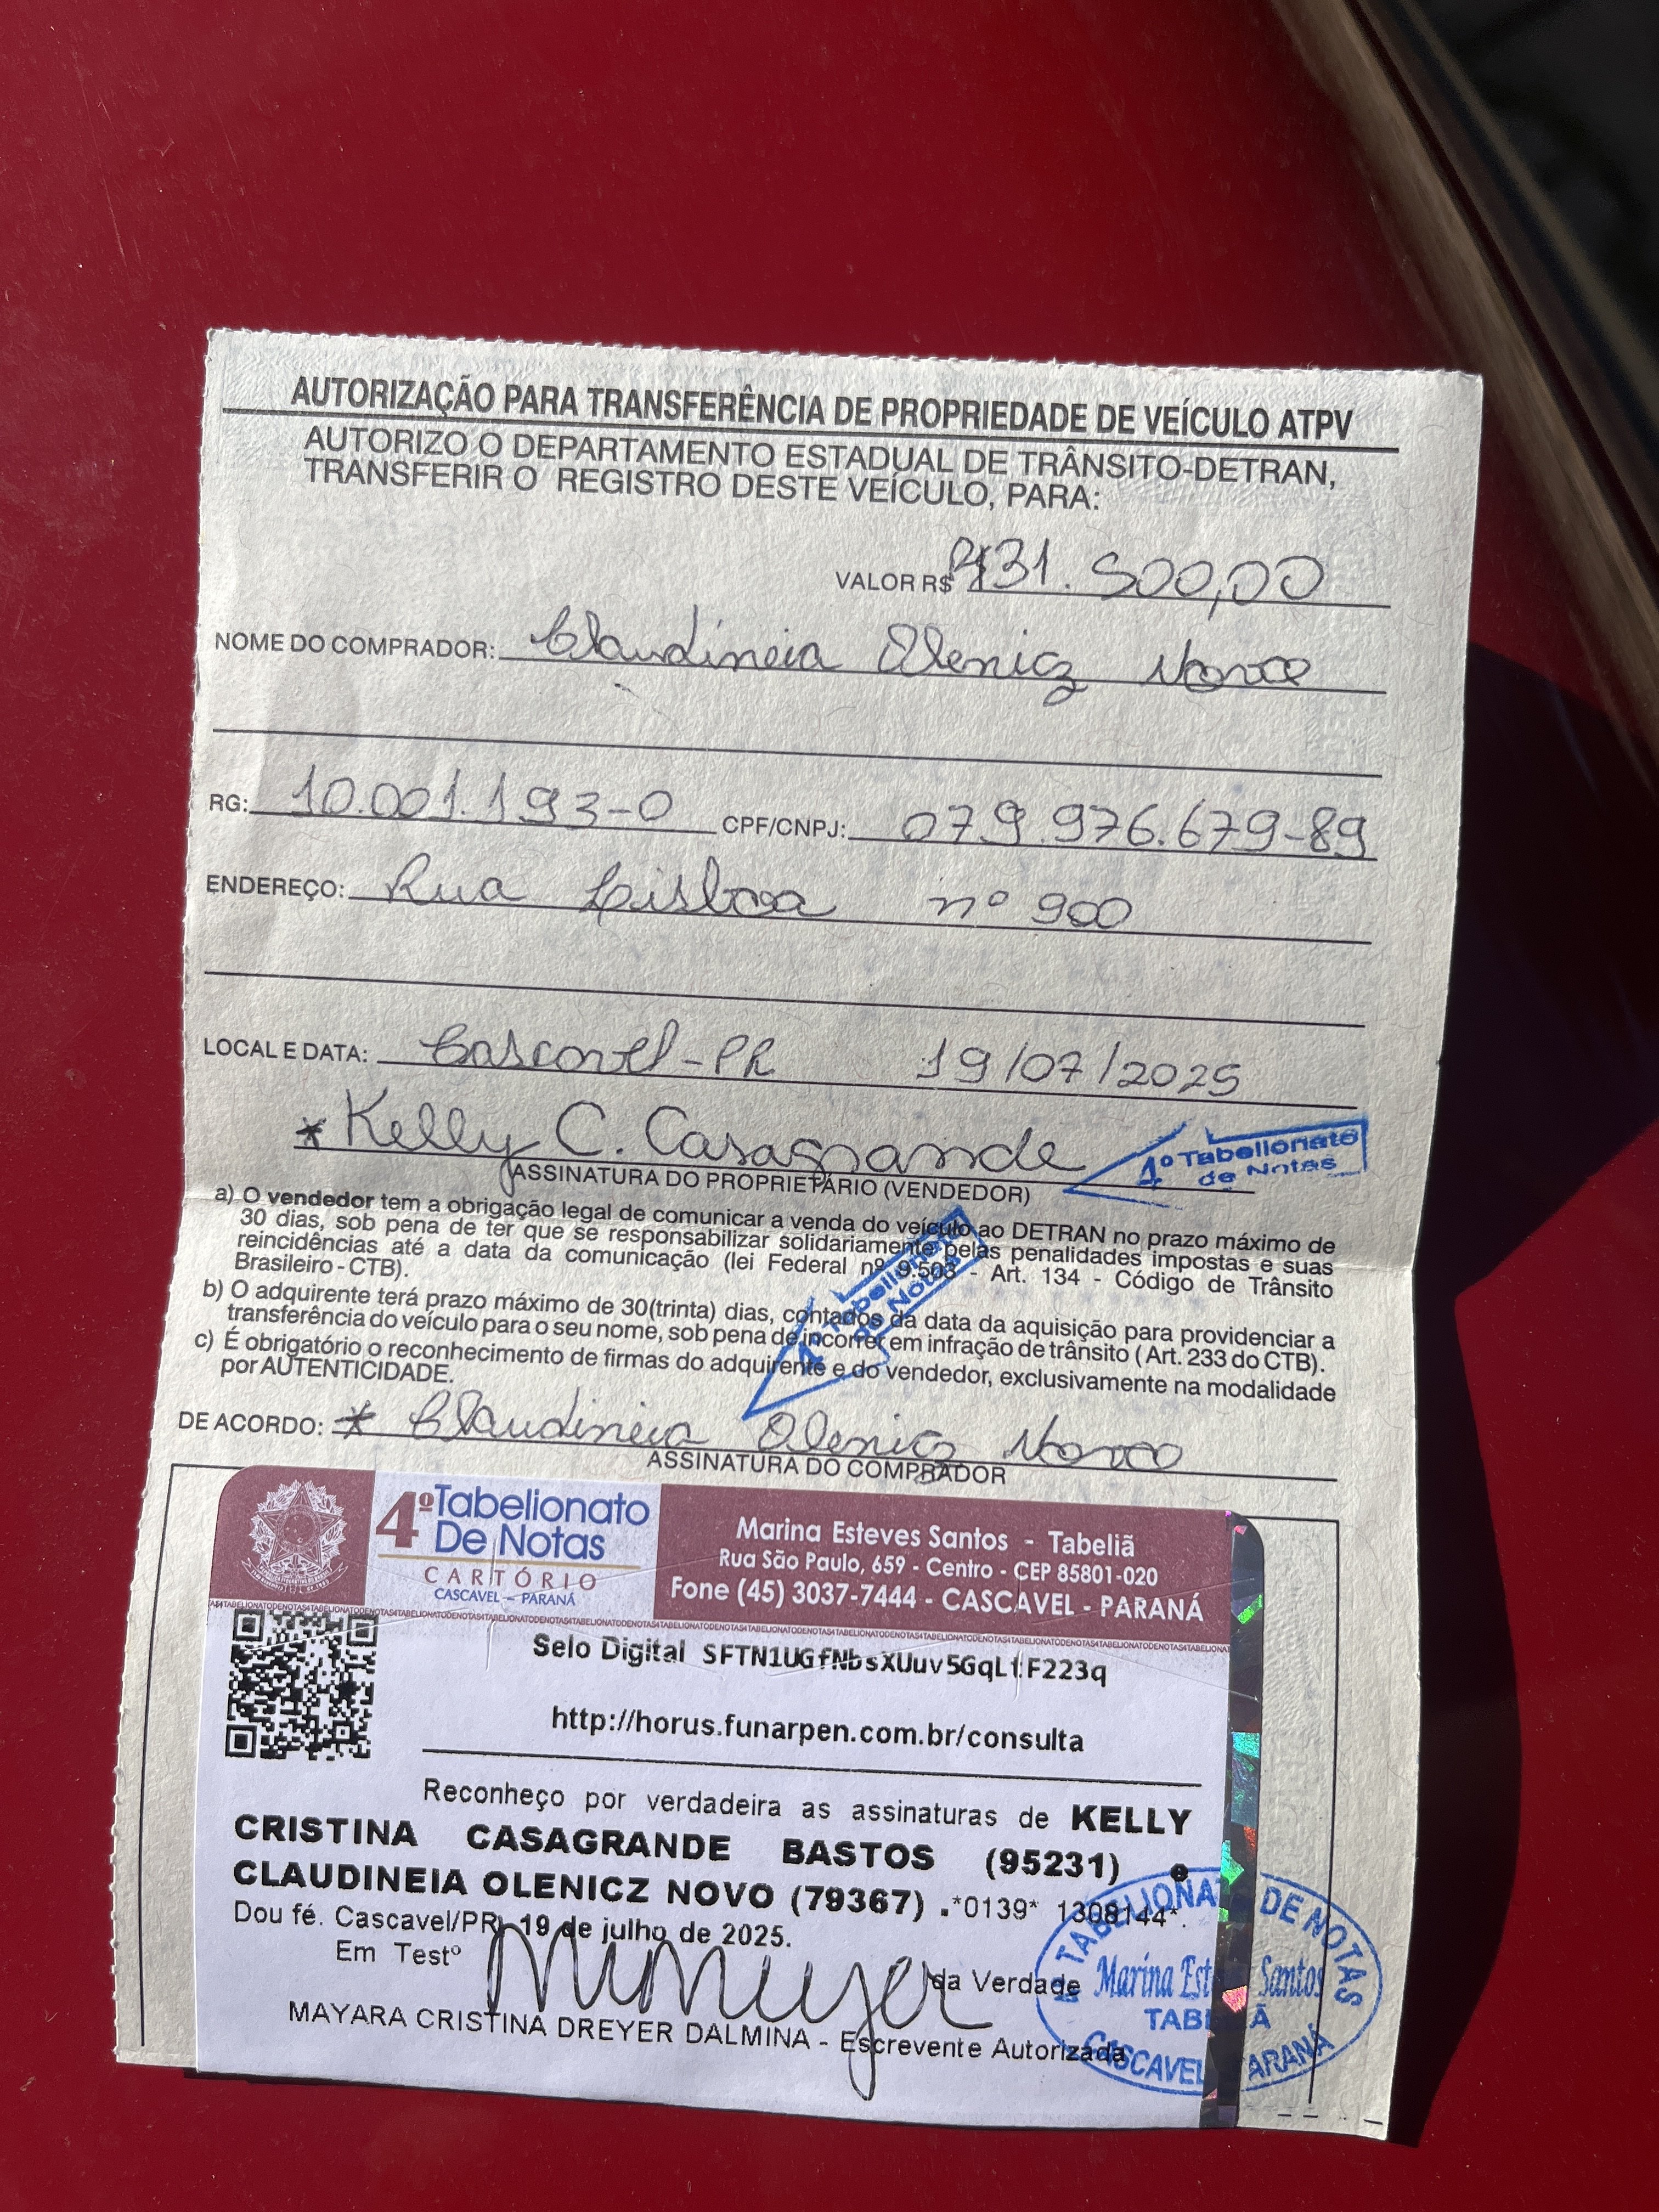 AUTORIZAÇÃO PARA TRANSFERÊNCIA DE PROPRIEDADE DE VEÍCULO ATPV
AUTORIZO O DEPARTAMENTO ESTADUAL DE TRÂNSITO-DETRAN,
TRANSFERIR O REGISTRO DESTE VEÍCULO, PARA:
VALOR R$ R$31.500,00
NOME DO COMPRADOR: Claudineia Olenicz Novo
RG: 10.001.193-0 CPF/CNPJ: 079.976.679-89
ENDEREÇO: Rua Lisboa nº 900
LOCAL E DATA: Cascavel-PR 19/07/2025
* Kelly C. Casagrande
4º Tabelionato
de Notas
ASSINATURA DO PROPRIETÁRIO (VENDEDOR)
a) O vendedor tem a obrigação legal de comunicar a venda do veículo ao DETRAN no prazo máximo de
30 dias, sob pena de ter que se responsabilizar solidariamente pelas penalidades impostas e suas
reincidências até a data da comunicação (lei Federal nº 9.503 - Art. 134 - Código de Trânsito
Brasileiro - CTB).
b) O adquirente terá prazo máximo de 30(trinta) dias, contados da data da aquisição para providenciar a
transferência do veículo para o seu nome, sob pena de incorrer em infração de trânsito ( Art. 233 do CTB).
c) É obrigatório o reconhecimento de firmas do adquirente e do vendedor, exclusivamente na modalidade
por AUTENTICIDADE.
4º Tabelionato
de Notas
DE ACORDO: * Claudineia Olenicz Novo
ASSINATURA DO COMPRADOR
4º Tabelionato
De Notas
CARTÓRIO
CASCAVEL – PARANÁ
Marina Esteves Santos - Tabeliã
Rua São Paulo, 659 - Centro - CEP 85801-020
Fone (45) 3037-7444 - CASCAVEL - PARANÁ
Selo Digital SFTN1UGfNbsXUuv5GqLtF223q
http://horus.funarpen.com.br/consulta
Reconheço por verdadeira as assinaturas de KELLY
CRISTINA CASAGRANDE BASTOS (95231) e
CLAUDINEIA OLENICZ NOVO (79367) .*0139* 1308144*.
Dou fé. Cascavel/PR, 19 de julho de 2025.
Em Testº da Verdade
MAYARA CRISTINA DREYER DALMINA - Escrevente Autorizada
TABELIONAT DE NOTAS
Marina Est Santos
TABI Ã
CASCAVEL ARANÁ